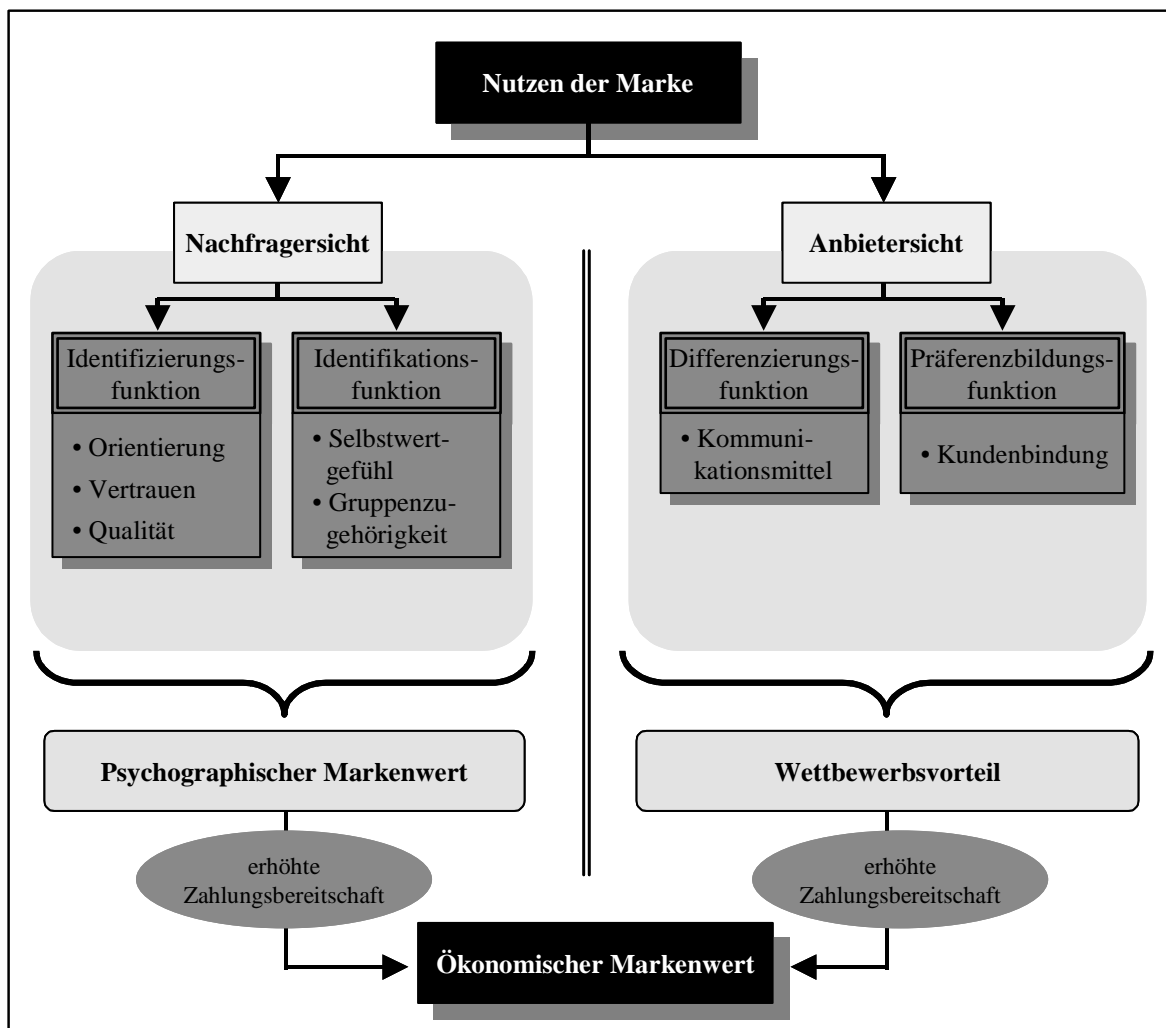 Nutzen der Marke
Nachfragersicht
Identifizierungs-
funktion
• Orientierung
• Vertrauen
• Qualität
Identifikations-
funktion
• Selbstwert-
gefühl
• Gruppenzu-
gehörigkeit
Anbietersicht
Differenzierungs-
funktion
• Kommuni-
kationsmittel
Präferenzbildungs-
funktion
• Kundenbindung
Psychographischer Markenwert
Wettbewerbsvorteil
erhöhte
Zahlungsbereitschaft
erhöhte
Zahlungsbereitschaft
Ökonomischer Markenwert